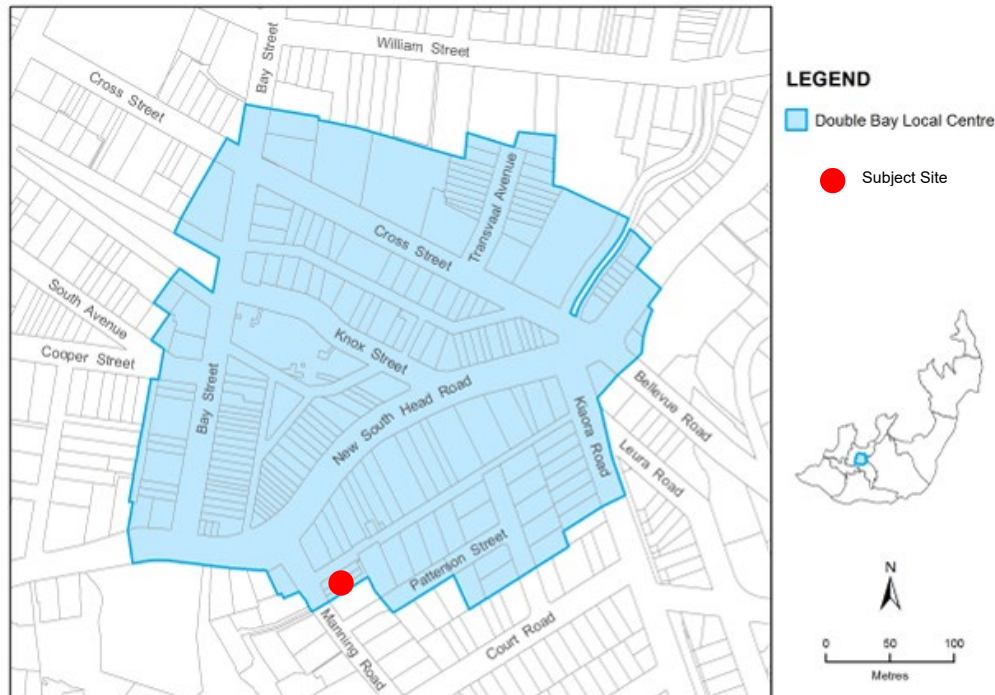 William Street
Bay Street
Cross Street
Transvaal Avenue
Cross Street
South Avenue
Cooper Street
Knox Street
Bay Street
New South Head Road
Bellevue Road
Kiaora Road
Leura Road
Patterson Street
Manning Road
Court Road
LEGEND
Double Bay Local Centre
Subject Site
N
0 50 100
Metres